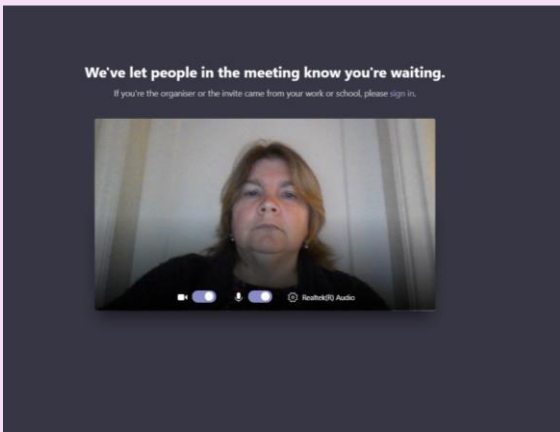 We've let people in the meeting know you're waiting.
If you're the organiser or the invite came from your work or school, please sign in.
Realtek(R) Audio